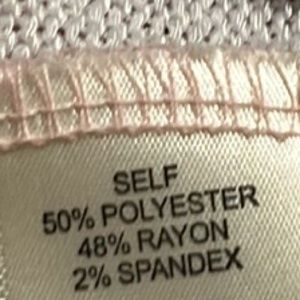 SELF
50% POLYESTER
48% RAYON
2% SPANDEX